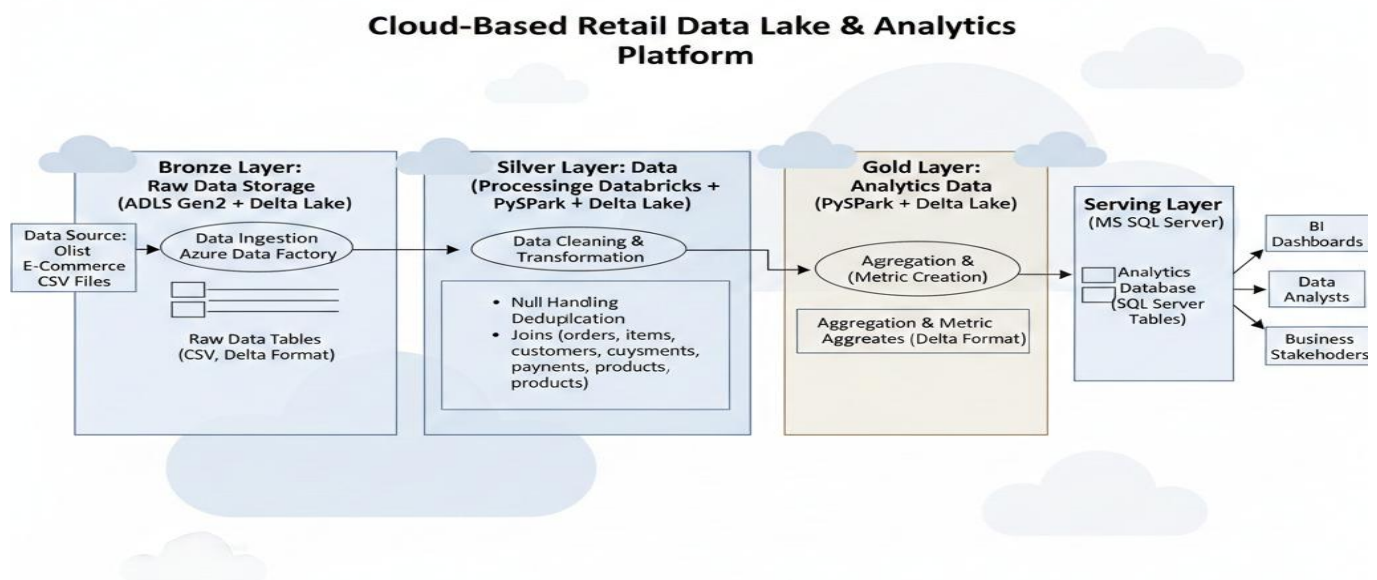 Cloud-Based Retail Data Lake & Analytics
Platform
Data Source:
Olist
E-Commerce
CSV Files
Bronze Layer:
Raw Data Storage
(ADLS Gen2 + Delta Lake)
Data Ingestion
Azure Data Factory
Raw Data Tables
(CSV, Delta Format)
Silver Layer: Data
(Processinge Databricks +
PySPark + Delta Lake)
Data Cleaning &
Transformation
• Null Handling
Dedupilcation
• Joins (orders, items,
customers, cuysments,
paynents, products,
products)
Gold Layer:
Analytics Data
(PySPark + Delta Lake)
Agregation &
(Metric Creation)
Aggregation & Metric
Aggreates (Delta Format)
Serving Layer
(MS SQL Server)
Analytics
Database
(SQL Server
Tables)
BI
Dashboards
Data
Analysts
Business
Stakehoders